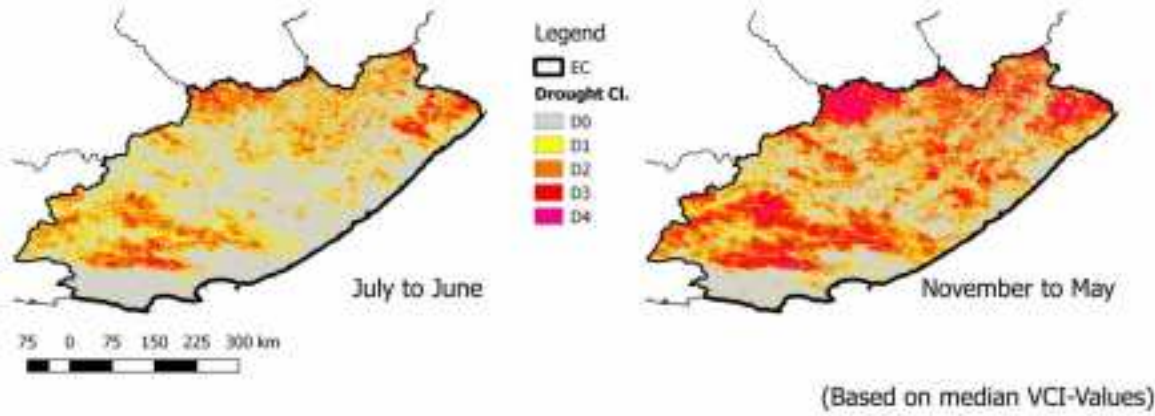 Legend
EC
Drought Cl.
D0
D1
D2
D3
D4
July to June
November to May
75 0 75 150 225 300 km
(Based on median VCI-Values)